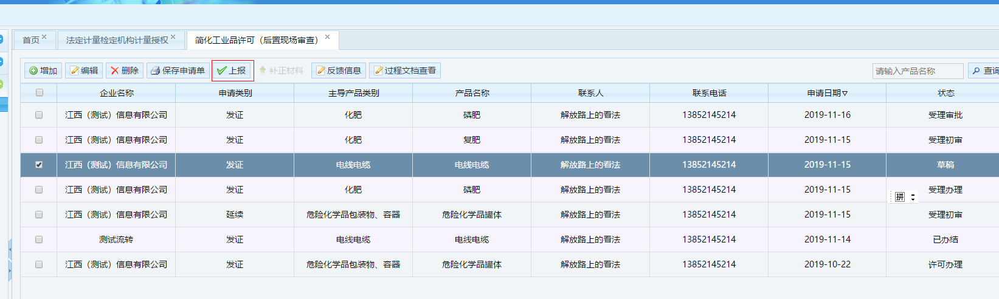 首页 法定计量检定机构计量授权 简化工业品许可（后置现场审查）
增加 编辑 删除 保存申请单 上报 补正材料 反馈信息 过程文档查看 请输入产品名称 查询
企业名称 申请类别 主导产品类别 产品名称 联系人 联系电话 申请日期 状态
江西（测试）信息有限公司 发证 化肥 磷肥 解放路上的看法 13852145214 2019-11-16 受理审批
江西（测试）信息有限公司 发证 化肥 复肥 解放路上的看法 13852145214 2019-11-15 受理初审
江西（测试）信息有限公司 发证 电线电缆 电线电缆 解放路上的看法 13852145214 2019-11-15 草稿
江西（测试）信息有限公司 发证 化肥 磷肥 解放路上的看法 13852145214 2019-11-15 受理办理
拼
江西（测试）信息有限公司 延续 危险化学品包装物、容器 危险化学品罐体 解放路上的看法 13852145214 2019-11-15 受理初审
测试流转 发证 电线电缆 电线电缆 解放路上的看法 13852145214 2019-11-14 已办结
江西（测试）信息有限公司 发证 危险化学品包装物、容器 危险化学品罐体 解放路上的看法 13852145214 2019-10-22 许可办理